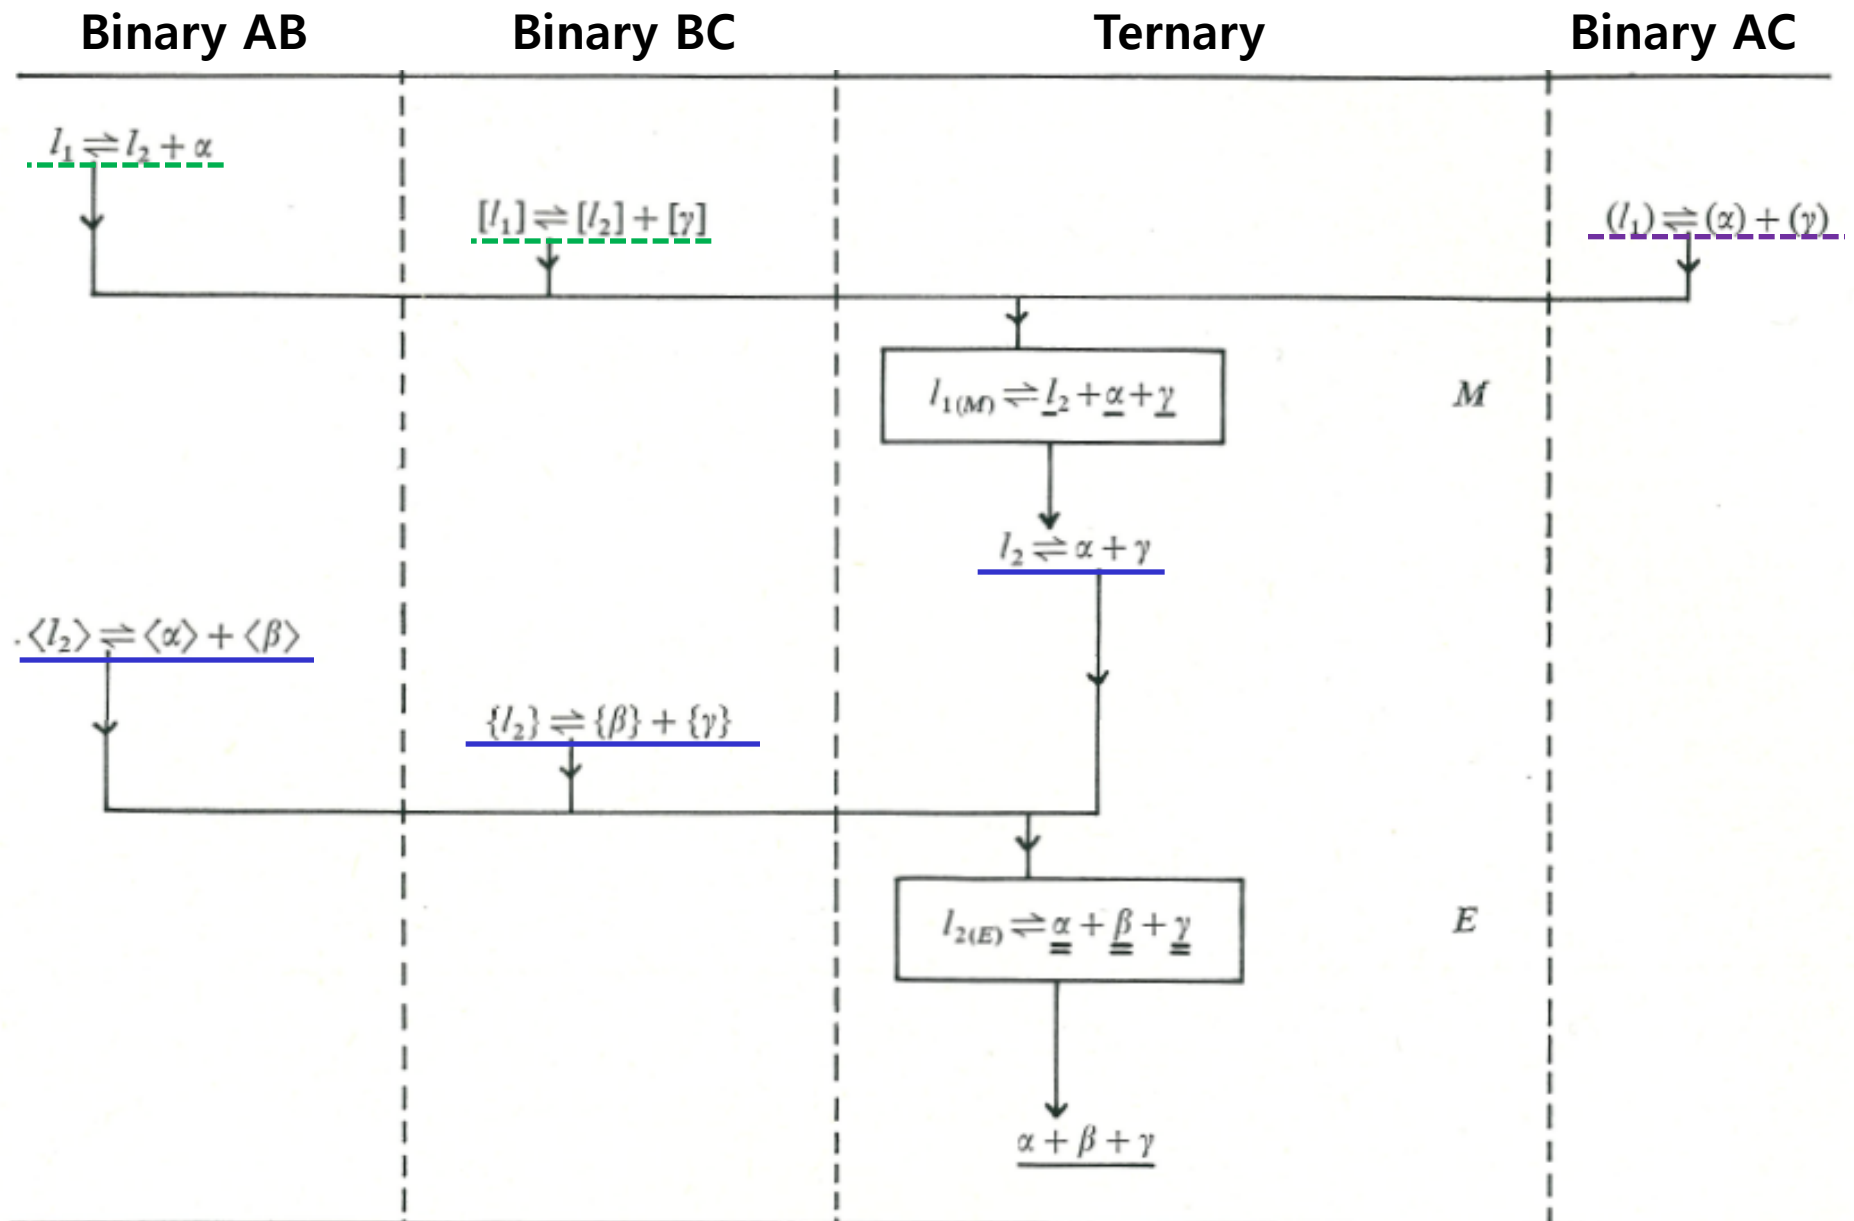 Binary AB Binary BC Ternary Binary AC
l₁ ⇌ l₂ + α
[l₁] ⇌ [l₂] + [γ]
(l₁) ⇌ (α) + (γ)
l₁₍M₎ ⇌ l₂ + α + γ
M
l₂ ⇌ α + γ
⟨l₂⟩ ⇌ ⟨α⟩ + ⟨β⟩
{l₂} ⇌ {β} + {γ}
l₂₍E₎ ⇌ α + β + γ
E
α + β + γ